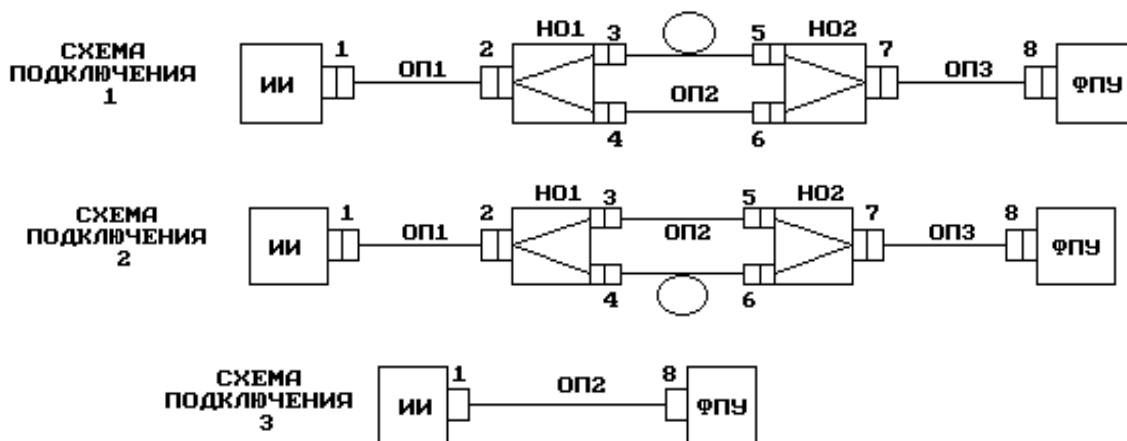 СХЕМА
ПОДКЛЮЧЕНИЯ
1
ИИ
1
ОП1
2
НО1
3
4
ОП2
5
6
НО2
7
ОП3
8
ФПУ
СХЕМА
ПОДКЛЮЧЕНИЯ
2
ИИ
1
ОП1
2
НО1
3
4
ОП2
5
6
НО2
7
ОП3
8
ФПУ
СХЕМА
ПОДКЛЮЧЕНИЯ
3
ИИ
1
ОП2
8
ФПУ